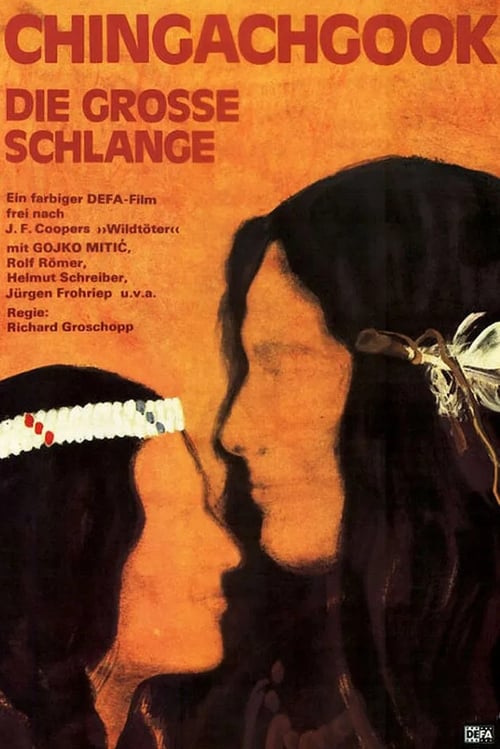 CHINGACHGOOK
DIE GROSSE
SCHLANGE
Ein farbiger DEFA-Film
frei nach
J. F. Coopers »Wildtöter«
mit GOJKO MITIĆ,
Rolf Römer,
Helmut Schreiber,
Jürgen Frohriep u.v.a.
Regie:
Richard Groschopp
DEFA